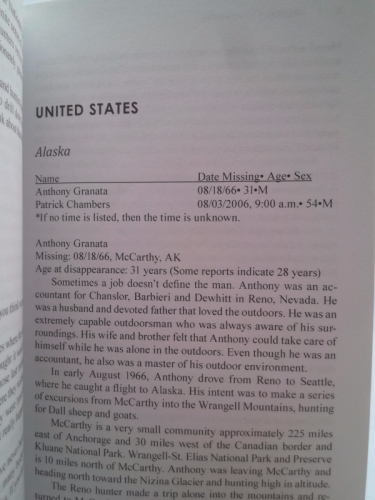 UNITED STATES
Alaska
Name Date Missing• Age• Sex
Anthony Granata 08/18/66• 31•M
Patrick Chambers 08/03/2006, 9:00 a.m.• 54•M
*If no time is listed, then the time is unknown.
Anthony Granata
Missing: 08/18/66, McCarthy, AK
Age at disappearance: 31 years (Some reports indicate 28 years)
Sometimes a job doesn't define the man. Anthony was an ac-
countant for Chanslor, Barbieri and Dewhitt in Reno, Nevada. He
was a husband and devoted father that loved the outdoors. He was an
extremely capable outdoorsman who was always aware of his sur-
roundings. His wife and brother felt that Anthony could take care of
himself while he was alone in the outdoors. Even though he was an
accountant, he also was a master of his outdoor environment.
In early August 1966, Anthony drove from Reno to Seattle,
where he caught a flight to Alaska. His intent was to make a series
of excursions from McCarthy into the Wrangell Mountains, hunting
for Dall sheep and goats.
McCarthy is a very small community approximately 225 miles
east of Anchorage and 30 miles west of the Canadian border and
Kluane National Park. Wrangell-St. Elias National Park and Preserve
is 10 miles north of McCarthy. Anthony was leaving McCarthy and
heading north toward the Nizina Glacier and hunting high in altitude.
The Reno hunter made a trip alone into the mountains and re-